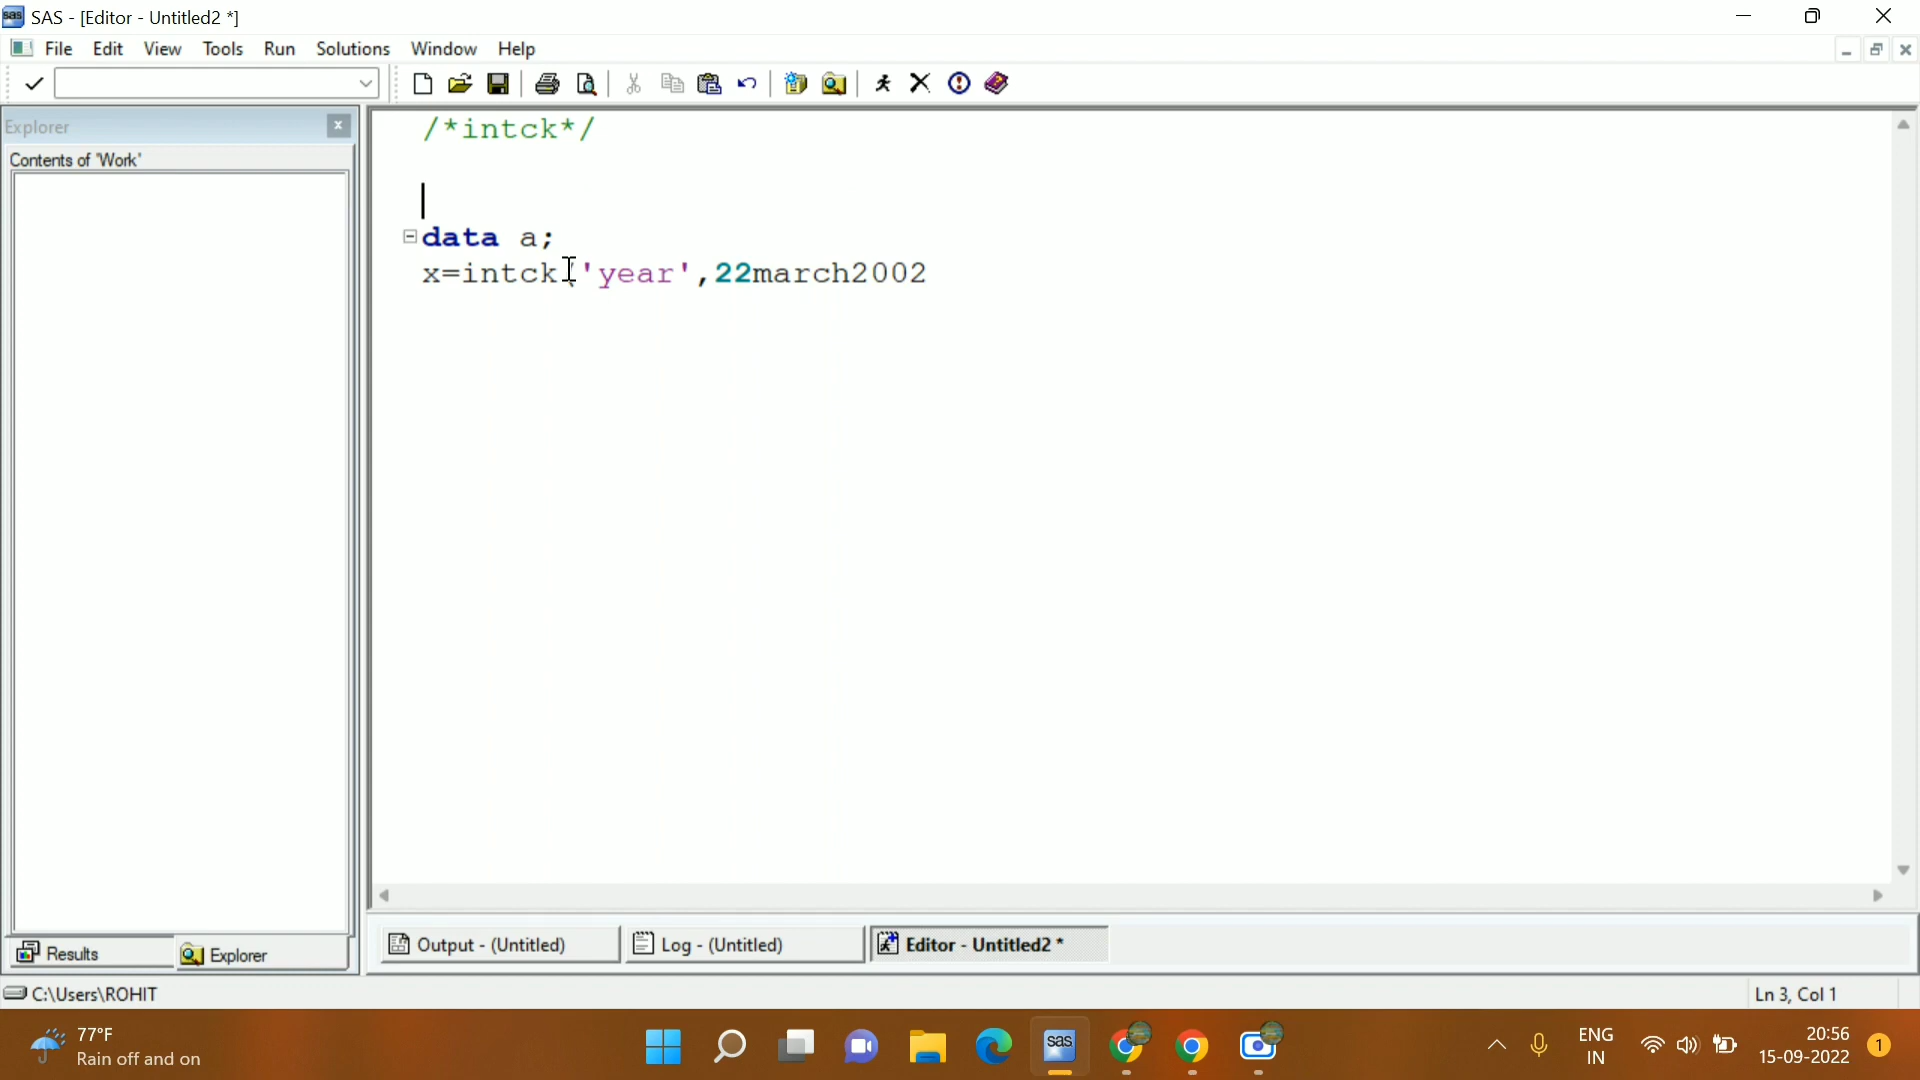 SAS - [Editor - Untitled2 *]
File Edit View Tools Run Solutions Window Help
Explorer
Contents of 'Work'
/*intck*/
data a;
x=intck('year',22march2002
Results
Explorer
Output - (Untitled)
Log - (Untitled)
Editor - Untitled2 *
C:\Users\ROHIT
Ln 3, Col 1
77°F
Rain off and on
sas
ENG
IN
20:56
15-09-2022
1